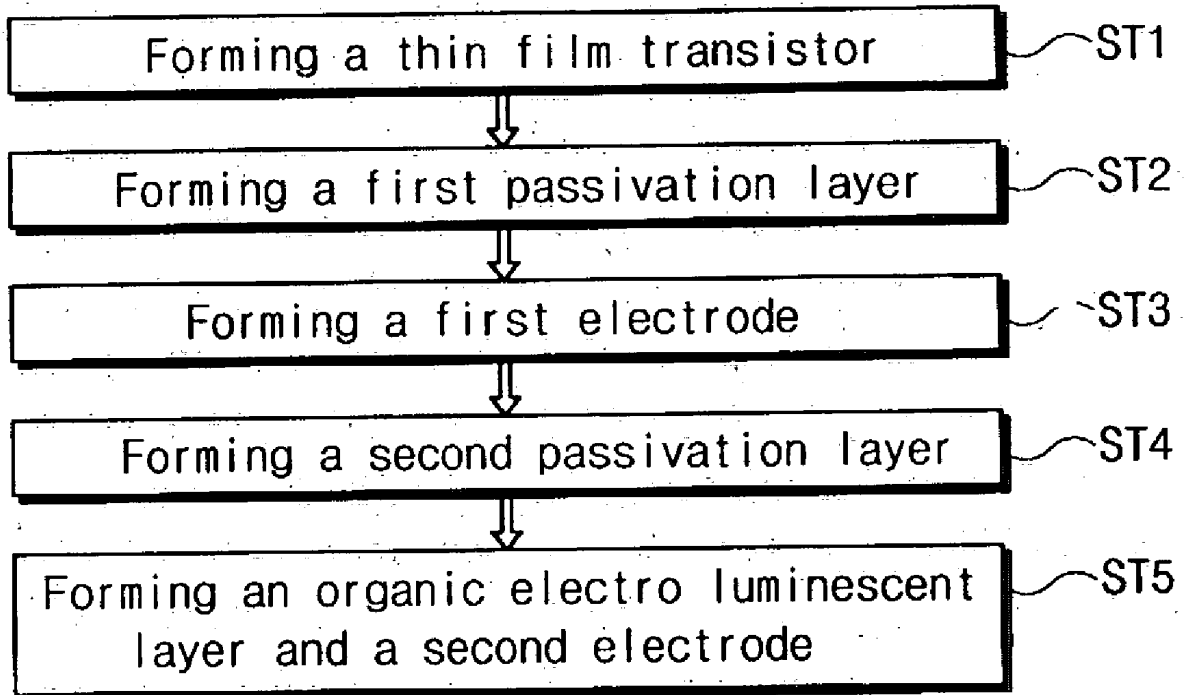 Forming a thin film transistor ST1
Forming a first passivation layer ST2
Forming a first electrode ST3
Forming a second passivation layer ST4
Forming an organic electro luminescent ST5
layer and a second electrode